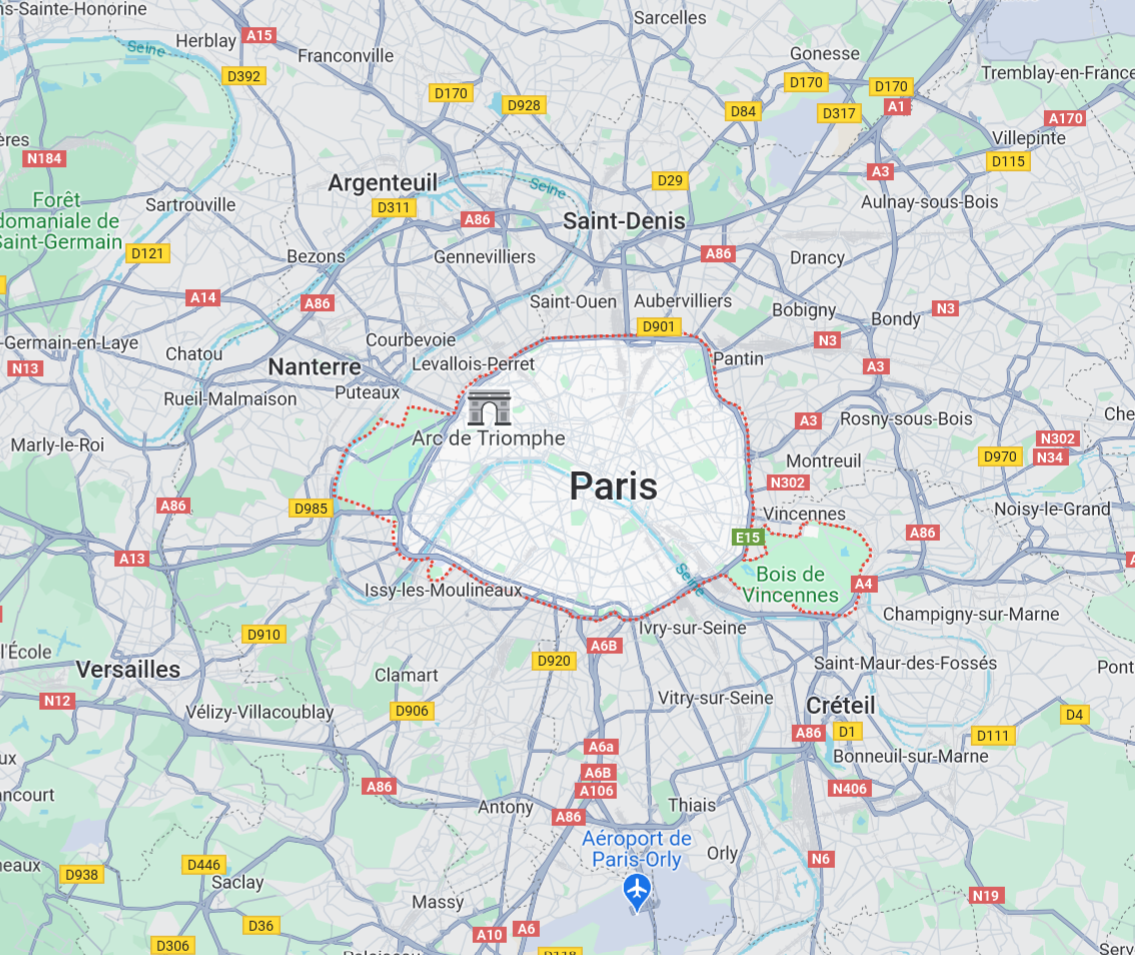 ns-Sainte-Honorine
Sarcelles
Herblay
A15
Seine
Franconville
Gonesse
D392
Tremblay-en-France
D170
D170
D170
D928
A1
D84
D317
A170
Villepinte
ères
N184
D115
A3
Argenteuil
D29
Seine
Forêt
domaniale de
Saint-Germain
Sartrouville
D311
Aulnay-sous-Bois
A86
Saint-Denis
D121
Bezons
Gennevilliers
A86
Drancy
A14
A86
Saint-Ouen
Aubervilliers
Bobigny
N3
Bondy
D901
-Germain-en-Laye
Courbevoie
N3
Chatou
Pantin
N13
Nanterre
Levallois-Perret
A3
Puteaux
Rueil-Malmaison
Arc de Triomphe
A3
Rosny-sous-Bois
Che
Marly-le-Roi
N302
N34
D970
Montreuil
Paris
N302
A86
D985
Vincennes
Noisy-le-Grand
A86
E15
A13
Seine
Bois de
Vincennes
A4
Issy-les-Moulineaux
Champigny-sur-Marne
D910
Ivry-sur-Seine
A6B
l'École
D920
Saint-Maur-des-Fossés
Versailles
Clamart
Pont
N12
Vitry-sur-Seine
Créteil
Vélizy-Villacoublay
D906
D4
A86
D1
D111
A6a
ux
Bonneuil-sur-Marne
A6B
A106
A86
N406
ancourt
Antony
Thiais
A86
Aéroport de
Paris-Orly
Orly
N6
neaux
D938
D446
Saclay
N19
Massy
D36
A10
A6
D306
Serv